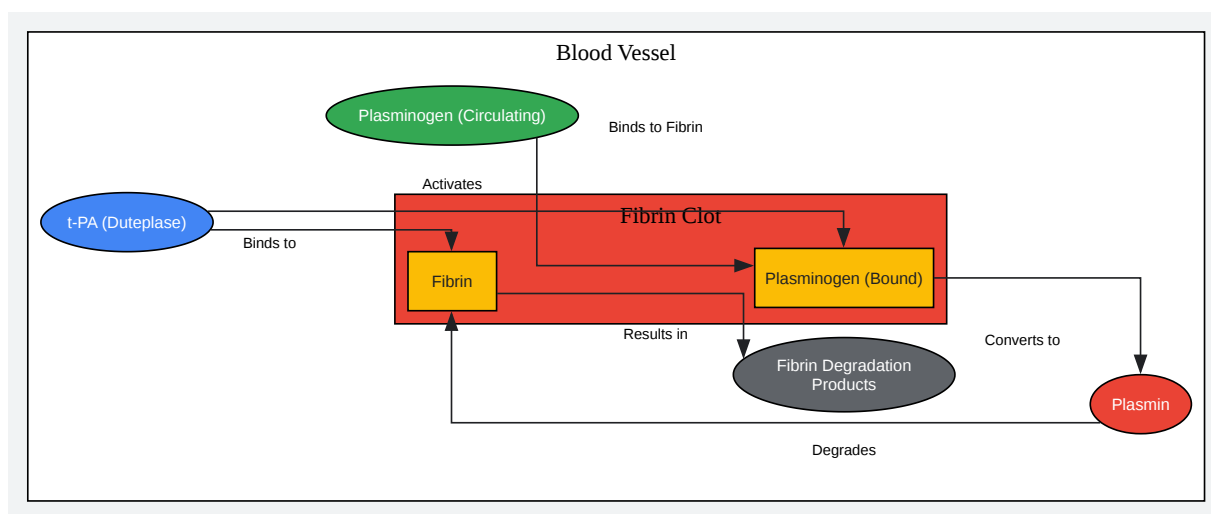 Blood Vessel
Plasminogen (Circulating)
Binds to Fibrin
Activates
Fibrin Clot
t-PA (Duteplase)
Binds to
Fibrin
Plasminogen (Bound)
Results in
Converts to
Fibrin Degradation
Products
Plasmin
Degrades